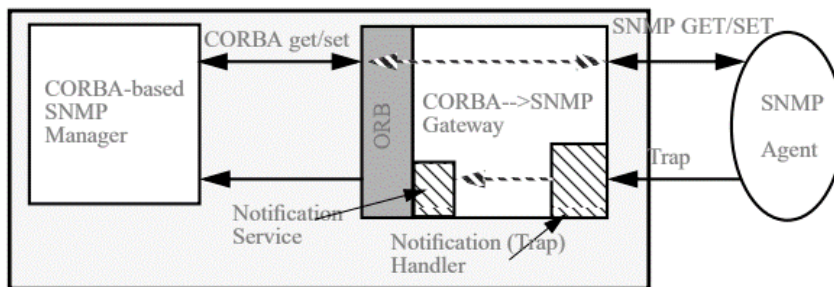 CORBA get/set
SNMP GET/SET
CORBA-based
SNMP
Manager
ORB
CORBA-->SNMP
Gateway
SNMP
Agent
Trap
Notification
Service
Notification (Trap)
Handler